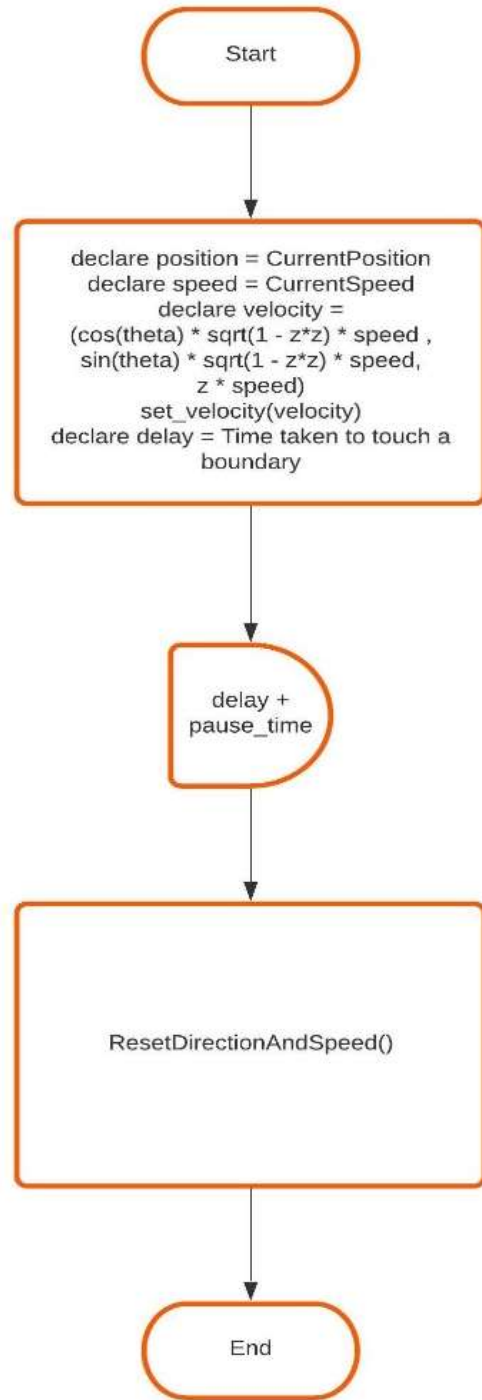 Start
declare position = CurrentPosition
declare speed = CurrentSpeed
declare velocity =
(cos(theta) * sqrt(1 - z*z) * speed ,
sin(theta) * sqrt(1 - z*z) * speed,
z * speed)
set_velocity(velocity)
declare delay = Time taken to touch a
boundary
delay +
pause_time
ResetDirectionAndSpeed()
End